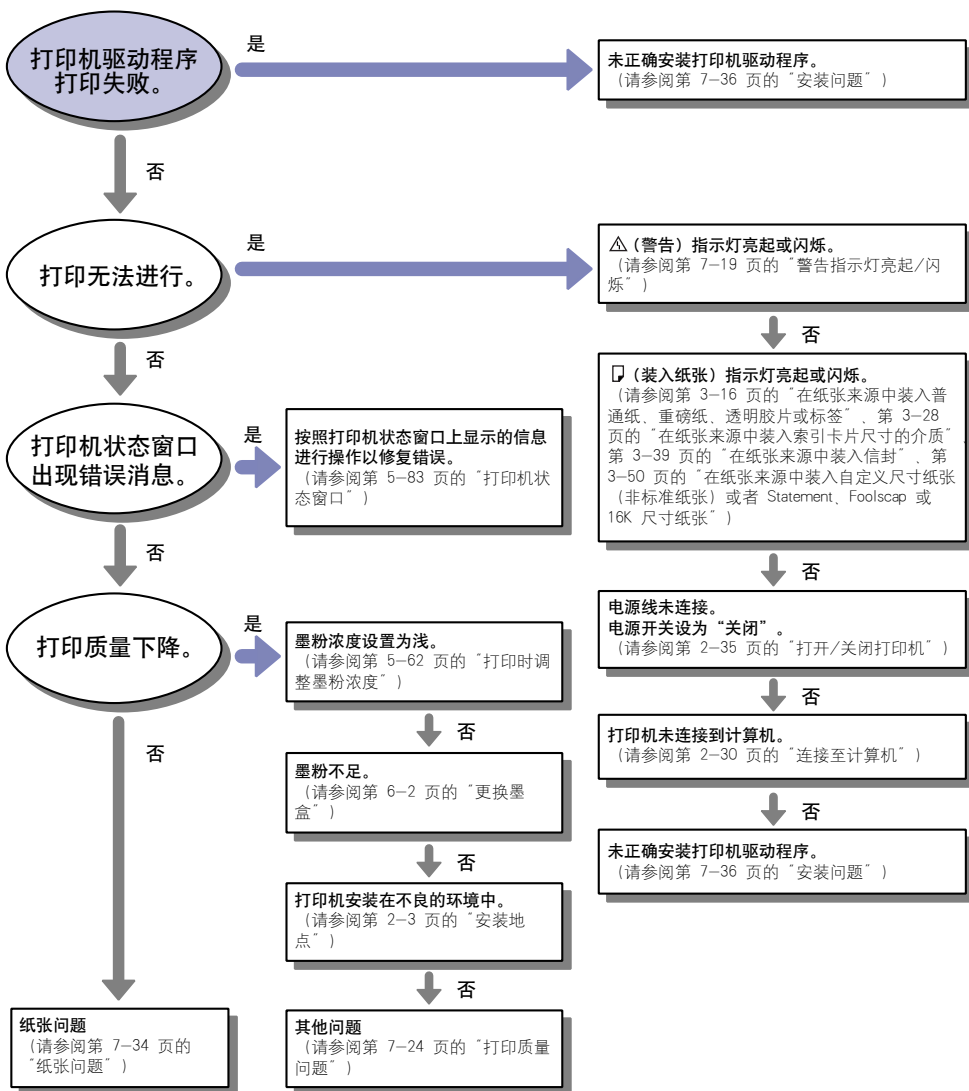 打印机驱动程序
打印失败。
是
未正确安装打印机驱动程序。
(请参阅第 7-36 页的“安装问题”)
否
打印无法进行。
是
(警告)指示灯亮起或闪烁。
(请参阅第 7-19 页的“警告指示灯亮起/闪
烁”)
否
(装入纸张)指示灯亮起或闪烁。
(请参阅第 3-16 页的“在纸张来源中装入普
通纸、重磅纸、透明胶片或标签”、第 3-28
页的“在纸张来源中装入索引卡片尺寸的介质”、
第 3-39 页的“在纸张来源中装入信封”、第
3-50 页的“在纸张来源中装入自定义尺寸纸张
(非标准纸张)或者 Statement、Foolscap 或
16K 尺寸纸张”)
否
电源线未连接。
电源开关设为“关闭”。
(请参阅第 2-35 页的“打开/关闭打印机”)
否
打印机未连接到计算机。
(请参阅第 2-30 页的“连接至计算机”)
否
未正确安装打印机驱动程序。
(请参阅第 7-36 页的“安装问题”)
否
打印机状态窗口
出现错误消息。
是
按照打印机状态窗口上显示的信息
进行操作以修复错误。
(请参阅第 5-83 页的“打印机状
态窗口”)
否
打印质量下降。
是
墨粉浓度设置为浅。
(请参阅第 5-62 页的“打印时调
整墨粉浓度”)
否
墨粉不足。
(请参阅第 6-2 页的“更换墨
盒”)
否
打印机安装在不良的环境中。
(请参阅第 2-3 页的“安装地
点”)
否
其他问题
(请参阅第 7-24 页的“打印质量
问题”)
否
纸张问题
(请参阅第 7-34 页的
“纸张问题”)